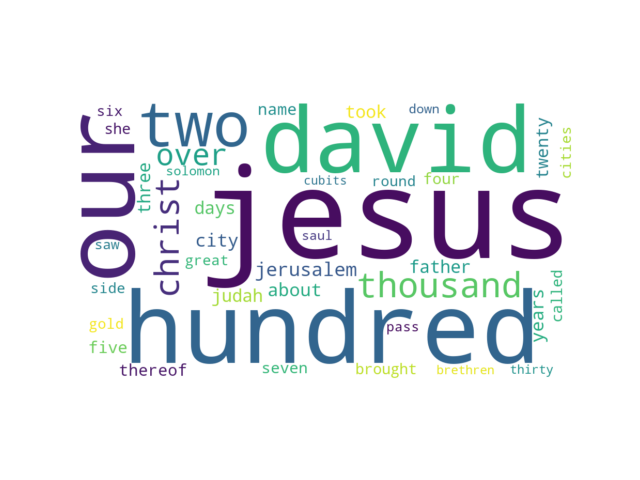 six
she
our
two
name
took
down
david
twenty
cities
over
solomon
three
christ
cubits
round
four
jesus
days
city
saul
saw
great
side
jerusalem
father
judah
about
thousand
years
called
gold
hundred
pass
five
thereof
seven
brought
brethren
thirty